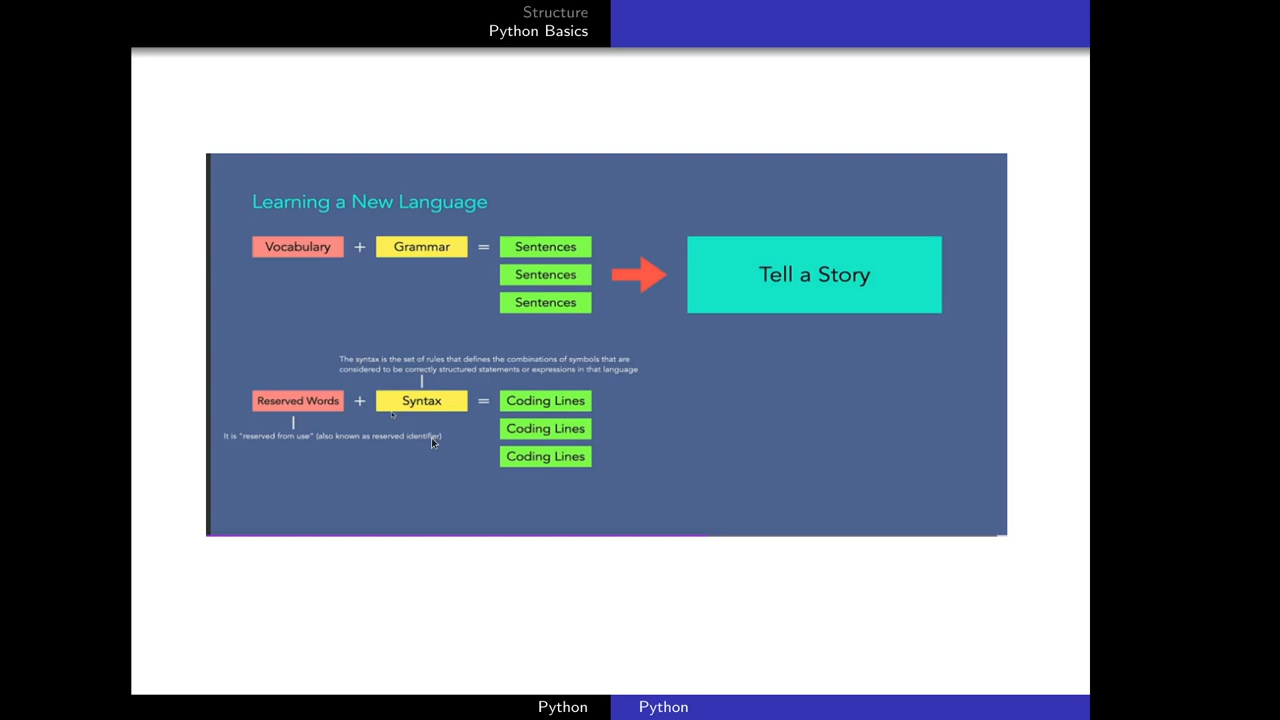 Structure
Python Basics
Learning a New Language
Vocabulary + Grammar = Sentences
Sentences
Sentences
Tell a Story
The syntax is the set of rules that defines the combinations of symbols that are
considered to be correctly structured statements or expressions in that language
Reserved Words + Syntax = Coding Lines
Coding Lines
Coding Lines
It is "reserved from use" (also known as reserved identifier)
Python Python